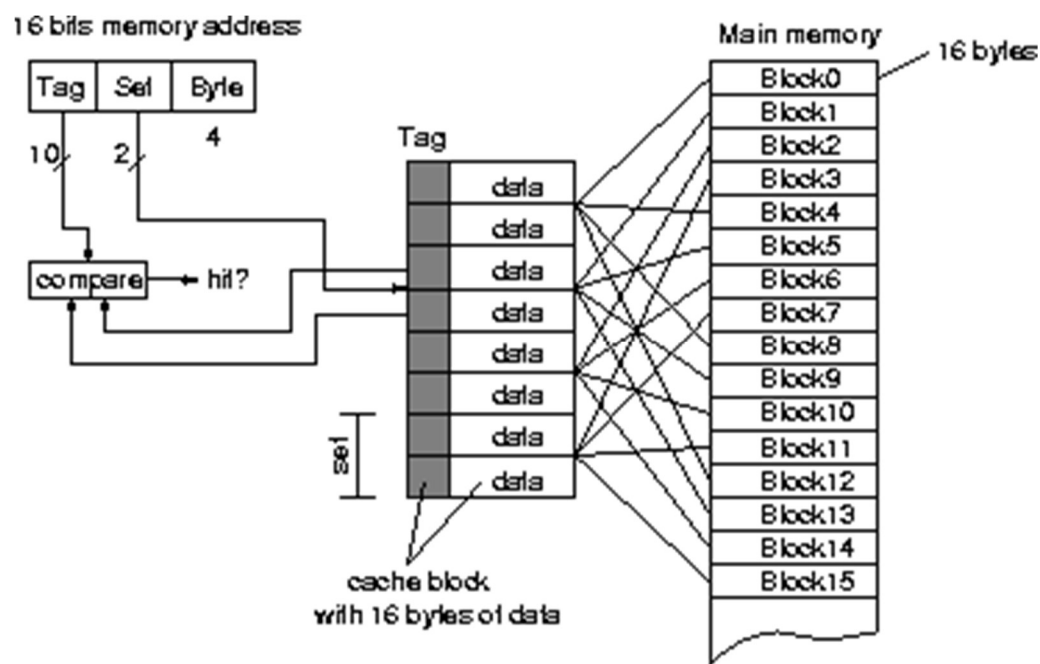 16 bits memory address
Main memory
16 bytes
Tag Set Byte
10 2 4
Tag
Block0
Block1
Block2
Block3
Block4
Block5
Block6
Block7
Block8
Block9
Block10
Block11
Block12
Block13
Block14
Block15
data
data
data
data
data
data
data
data
compare
hit?
set
cache block
with 16 bytes of data